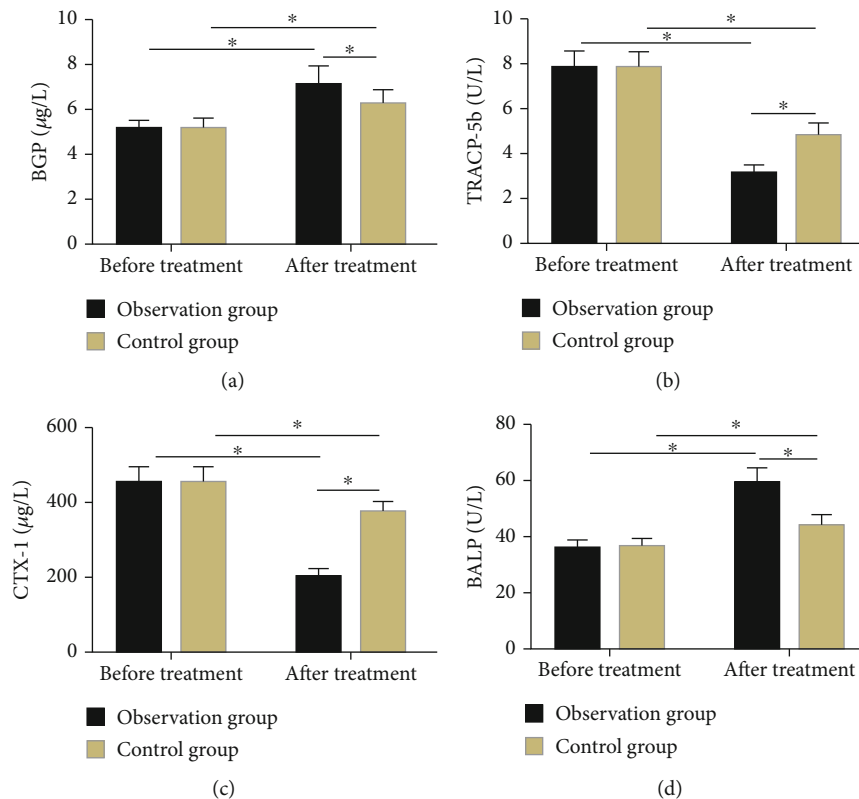 10
8
6
4
2
0
BGP (µg/L)
*
*
*
Before treatment
After treatment
Observation group
Control group
(a)
10
8
6
4
2
0
TRACP-5b (U/L)
*
*
*
Before treatment
After treatment
Observation group
Control group
(b)
600
400
200
0
CTX-1 (µg/L)
*
*
*
Before treatment
After treatment
Observation group
Control group
(c)
80
60
40
20
0
BALP (U/L)
*
*
*
Before treatment
After treatment
Observation group
Control group
(d)